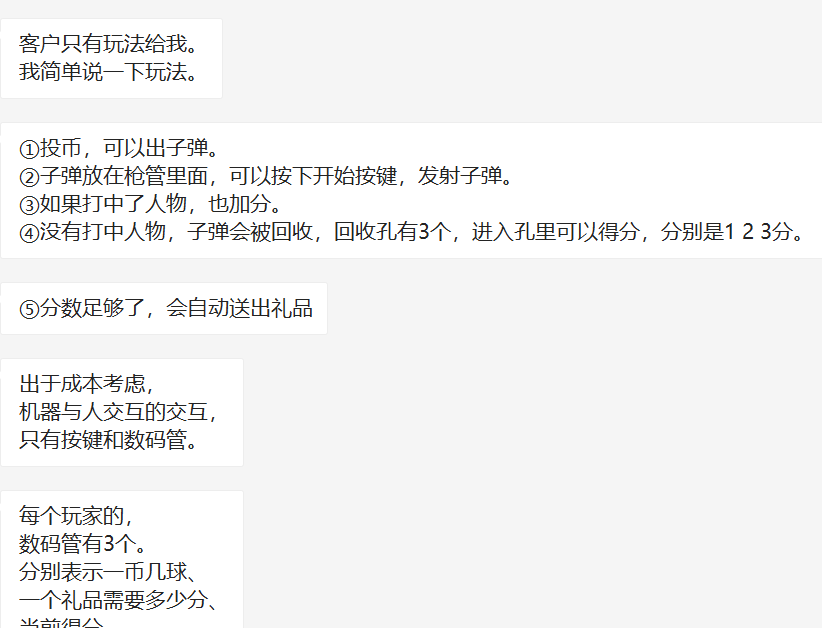 客户只有玩法给我。
我简单说一下玩法。
①投币，可以出子弹。
②子弹放在枪管里面，可以按下开始按键，发射子弹。
③如果打中了人物，也加分。
④没有打中人物，子弹会被回收，回收孔有3个，进入孔里可以得分，分别是1 2 3分。
⑤分数足够了，会自动送出礼品
出于成本考虑，
机器与人交互的交互，
只有按键和数码管。
每个玩家的，
数码管有3个。
分别表示一币几球、
一个礼品需要多少分、
当前得分